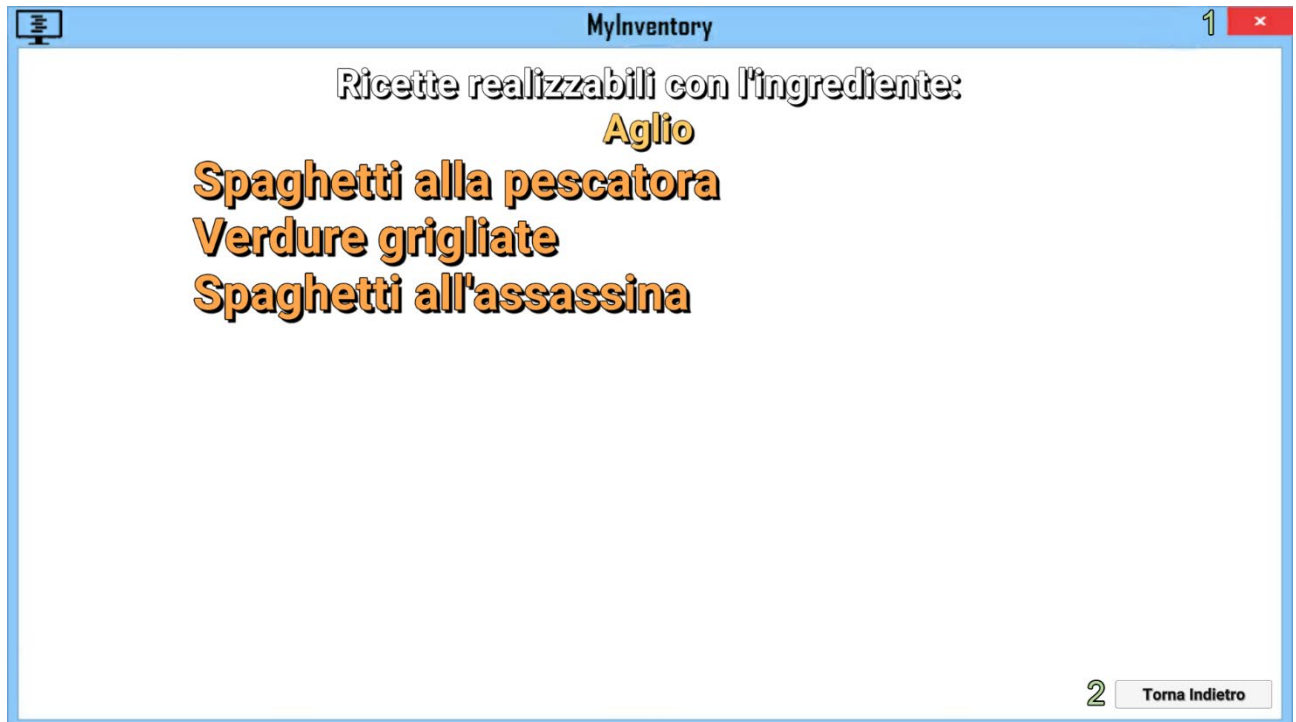 MyInventory
1
Ricette realizzabili con l'ingrediente:
Aglio
Spaghetti alla pescatora
Verdure grigliate
Spaghetti all'assassina
2
Torna Indietro